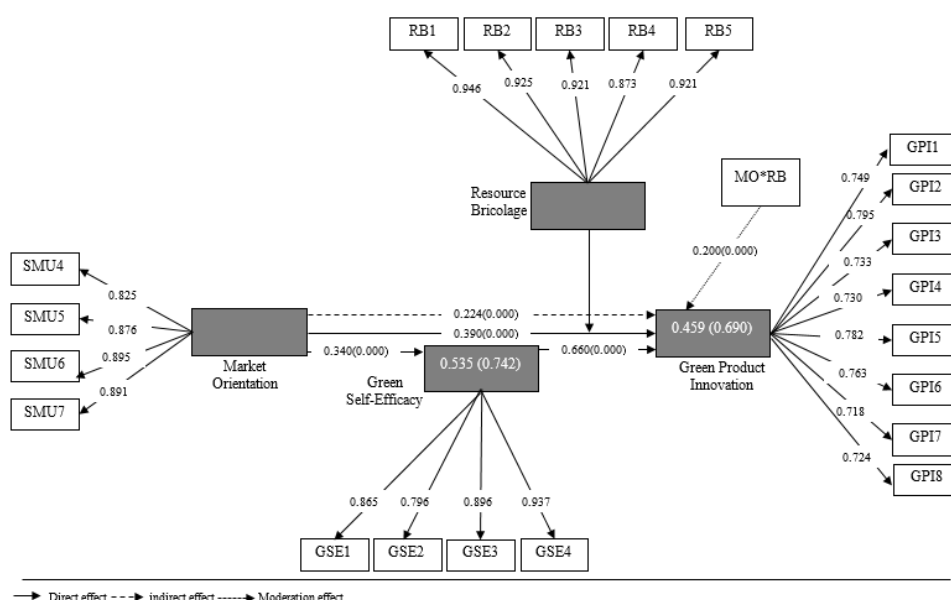 RB1
RB2
RB3
RB4
RB5
0.946
0.925
0.921
0.873
0.921
Resource
Bricolage
MO*RB
0.200(0.000)
GPI1
GPI2
GPI3
GPI4
GPI5
GPI6
GPI7
GPI8
0.749
0.795
0.733
0.730
0.782
0.763
0.718
0.724
SMU4
SMU5
SMU6
SMU7
0.825
0.876
0.895
0.891
Market
Orientation
0.224(0.000)
0.390(0.000)
0.340(0.000)
0.660(0.000)
0.535 (0.742)
Green
Self-Efficacy
0.459 (0.690)
Green Product
Innovation
0.865
0.796
0.896
0.937
GSE1
GSE2
GSE3
GSE4
Direct effect
indirect effect
Moderation effect